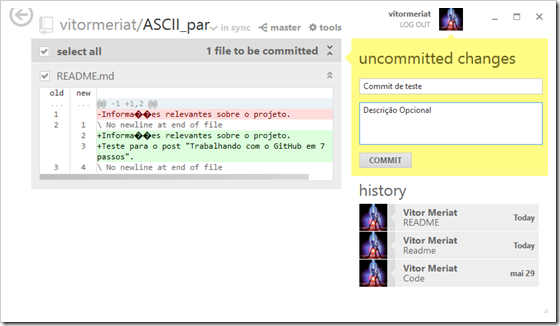 vitormeriat/ASCII_par
in sync
master
tools
vitormeriat
LOG OUT
select all
1 file to be committed
README.md
old new
... ... @@ -1 +1,2 @@
1 -Informa��es relevantes sobre o projeto.
2 1 \ No newline at end of file
2 +Informa��es relevantes sobre o projeto.
3 +Teste para o post "Trabalhando com o GitHub em 7
passos".
3 4 \ No newline at end of file
uncommitted changes
Commit de teste
Descrição Opcional
COMMIT
history
Vitor Meriat
README
Today
Vitor Meriat
Readme
Today
Vitor Meriat
Code
mai 29